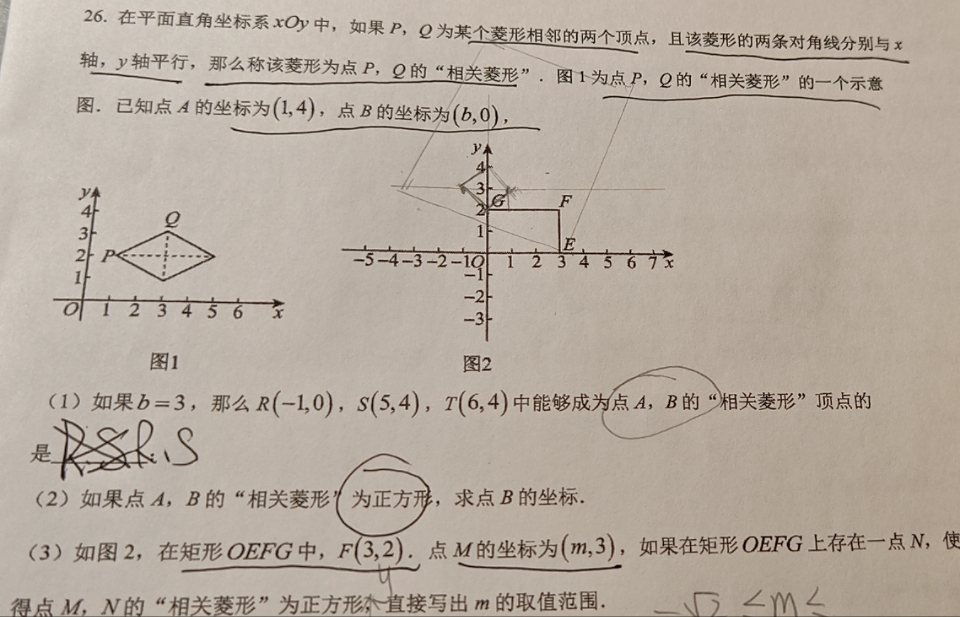 26. 在平面直角坐标系 xOy 中，如果 P，Q 为某个菱形相邻的两个顶点，且该菱形的两条对角线分别与 x
轴，y 轴平行，那么称该菱形为点 P，Q 的“相关菱形”．图 1 为点 P，Q 的“相关菱形”的一个示意
图．已知点 A 的坐标为(1,4)，点 B 的坐标为(b,0)，
y
4
3
2
1
P
Q
O 1 2 3 4 5 6 x
图1
y
4
3
2
1
G
F
E
-5 -4 -3 -2 -1 O 1 2 3 4 5 6 7 x
-1
-2
-3
图2
（1）如果 b=3，那么 R(-1,0)，S(5,4)，T(6,4) 中能够成为点 A，B 的“相关菱形”顶点的
是 R.S
（2）如果点 A，B 的“相关菱形”为正方形，求点 B 的坐标．
（3）如图 2，在矩形 OEFG 中，F(3,2)．点 M 的坐标为(m,3)，如果在矩形 OEFG 上存在一点 N，使
y
得点 M，N 的“相关菱形”为正方形，直接写出 m 的取值范围．
≤m≤